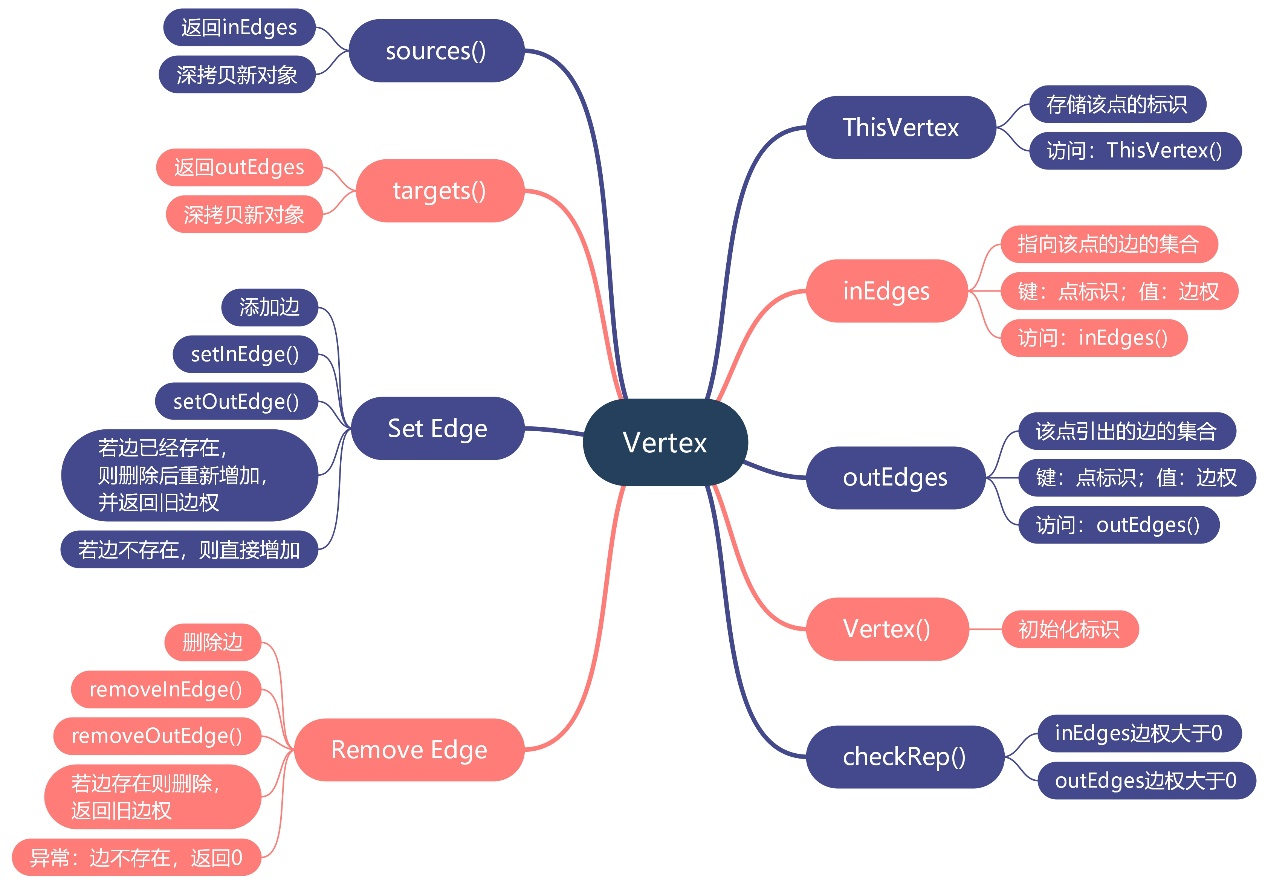 Vertex
sources()
返回inEdges
深拷贝新对象
targets()
返回outEdges
深拷贝新对象
Set Edge
添加边
setInEdge()
setOutEdge()
若边已经存在，
则删除后重新增加，
并返回旧边权
若边不存在，则直接增加
Remove Edge
删除边
removeInEdge()
removeOutEdge()
若边存在则删除，
返回旧边权
异常：边不存在，返回0
ThisVertex
存储该点的标识
访问：ThisVertex()
inEdges
指向该点的边的集合
键：点标识；值：边权
访问：inEdges()
outEdges
该点引出的边的集合
键：点标识；值：边权
访问：outEdges()
Vertex()
初始化标识
checkRep()
inEdges边权大于0
outEdges边权大于0